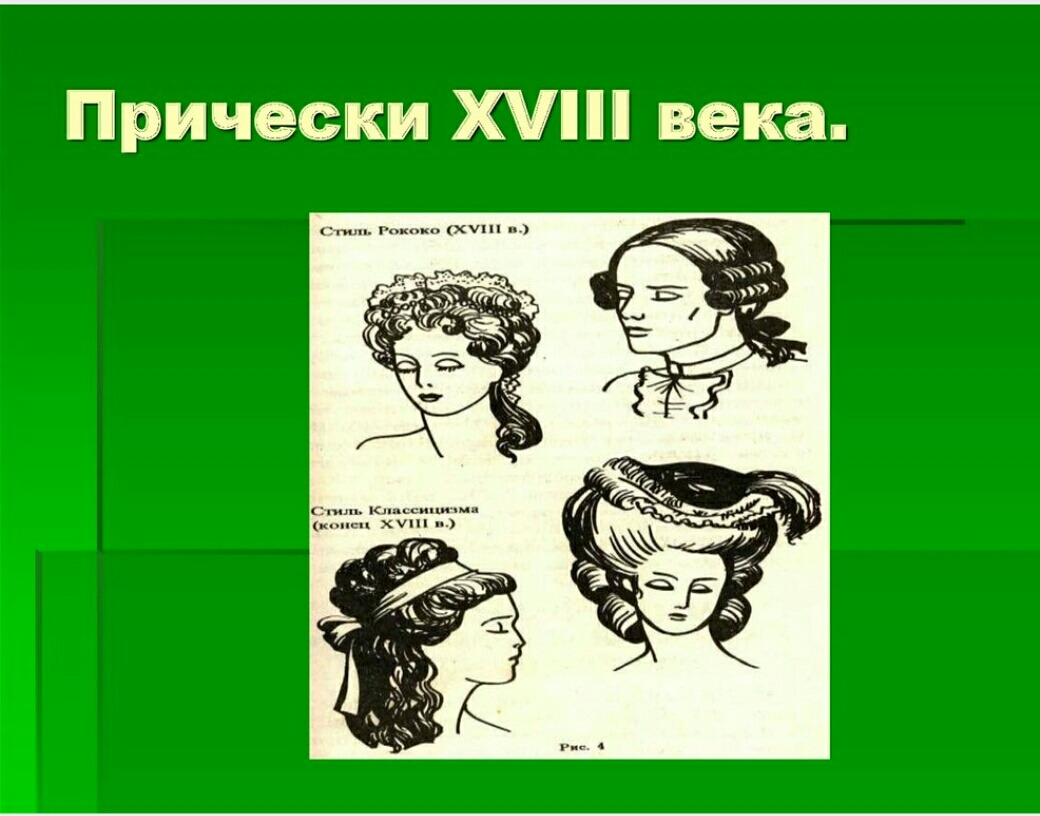 Прически XVIII века.
Стиль Рококо (XVIII в.)
Стиль Классицизма
(конец XVIII в.)
Рис. 4